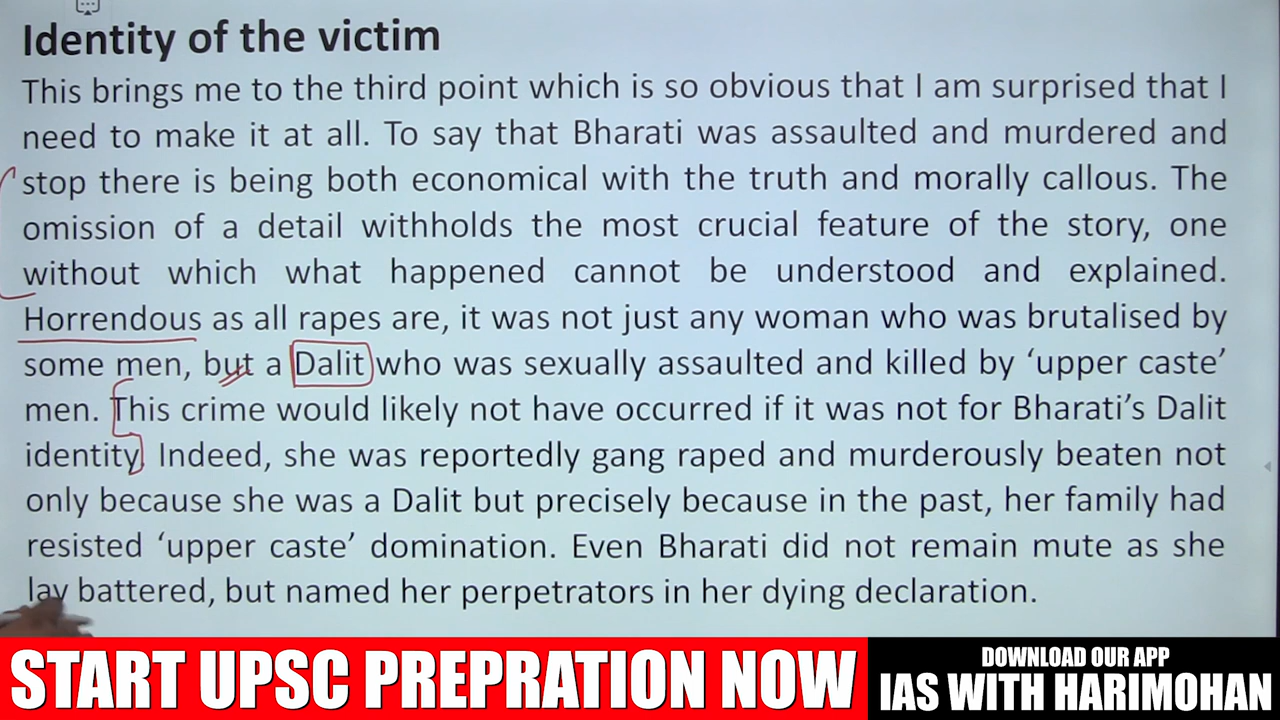 Identity of the victim
This brings me to the third point which is so obvious that I am surprised that I
need to make it at all. To say that Bharati was assaulted and murdered and
stop there is being both economical with the truth and morally callous. The
omission of a detail withholds the most crucial feature of the story, one
without which what happened cannot be understood and explained.
Horrendous as all rapes are, it was not just any woman who was brutalised by
some men, but a Dalit who was sexually assaulted and killed by ‘upper caste’
men. This crime would likely not have occurred if it was not for Bharati’s Dalit
identity. Indeed, she was reportedly gang raped and murderously beaten not
only because she was a Dalit but precisely because in the past, her family had
resisted ‘upper caste’ domination. Even Bharati did not remain mute as she
lay battered, but named her perpetrators in her dying declaration.
START UPSC PREPRATION NOW
DOWNLOAD OUR APP
IAS WITH HARIMOHAN